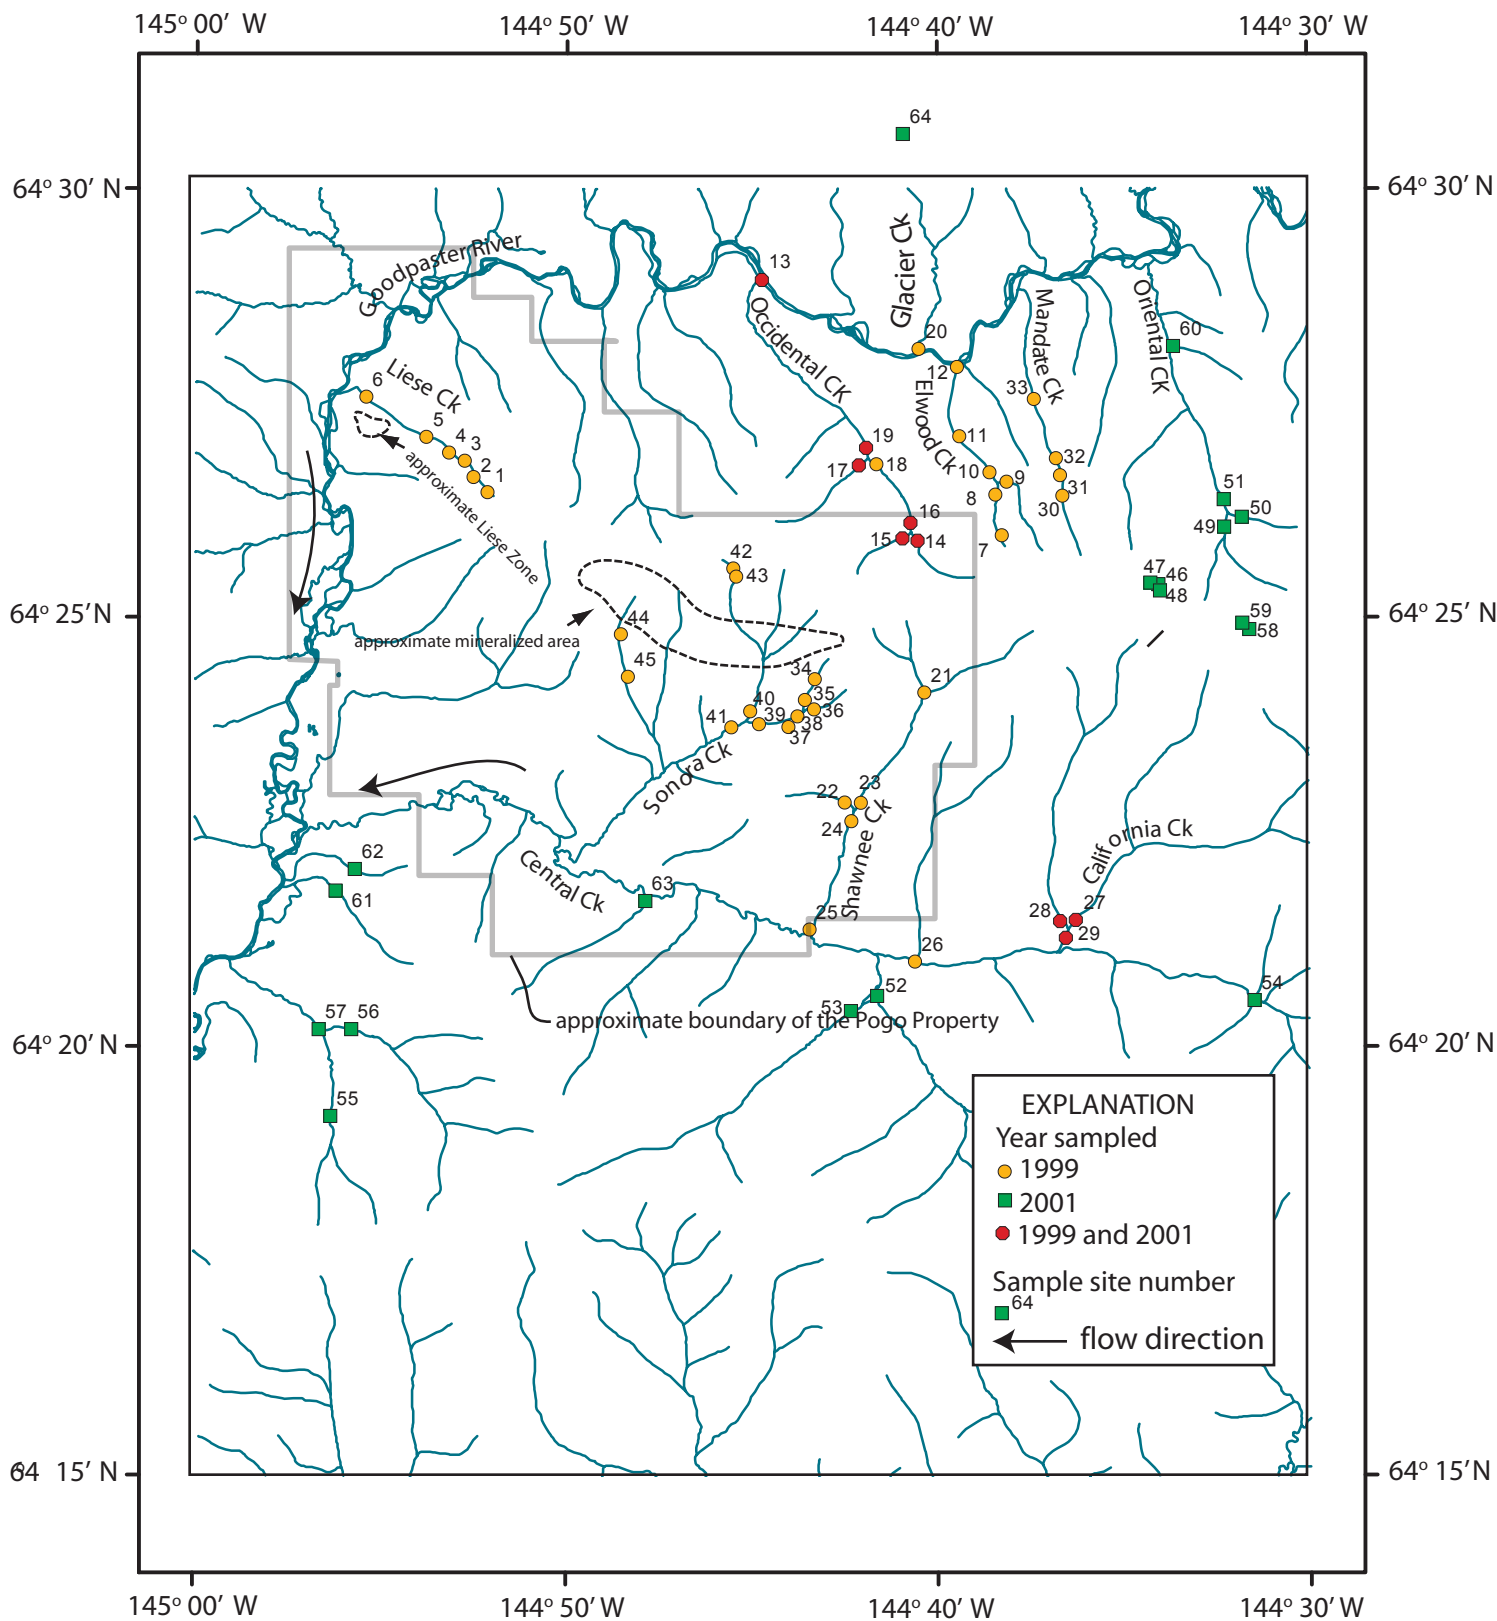 145° 00' W
144° 50' W
144° 40' W
144° 30' W
64
64° 30' N
64° 30' N
Goodpaster River
13
Glacier Ck
Occidental Ck
Mandate Ck
Oriental Ck
20
60
12
Liese Ck
6
Elwood Ck
33
5
4
3
2
1
11
19
17
18
10
9
8
32
31
30
7
51
50
49
approximate Liese Zone
16
15
14
42
43
47
46
48
59
58
64° 25' N
64° 25' N
44
approximate mineralized area
45
34
35
36
38
37
39
40
41
21
Sonora Ck
22
23
24
Shawnee Ck
California Ck
62
61
Central Ck
63
25
28
27
29
26
54
52
53
57
56
approximate boundary of the Pogo Property
64° 20' N
64° 20' N
55
EXPLANATION
Year sampled
1999
2001
1999 and 2001
Sample site number
64
flow direction
64° 15' N
64° 15' N
145° 00' W
144° 50' W
144° 40' W
144° 30' W